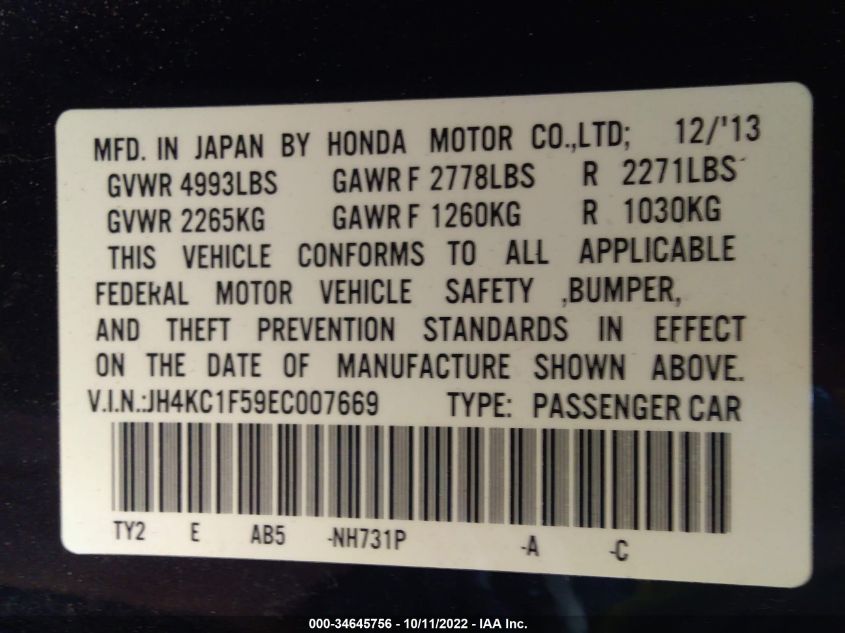 MFD. IN JAPAN BY HONDA MOTOR CO.,LTD; 12/'13
GVWR 4993LBS GAWR F 2778LBS R 2271LBS
GVWR 2265KG GAWR F 1260KG R 1030KG
THIS VEHICLE CONFORMS TO ALL APPLICABLE
FEDERAL MOTOR VEHICLE SAFETY ,BUMPER,
AND THEFT PREVENTION STANDARDS IN EFFECT
ON THE DATE OF MANUFACTURE SHOWN ABOVE.
V.I.N.:JH4KC1F59EC007669 TYPE: PASSENGER CAR
TY2 E AB5 -NH731P -A -C
000-34645756 - 10/11/2022 - IAA Inc.